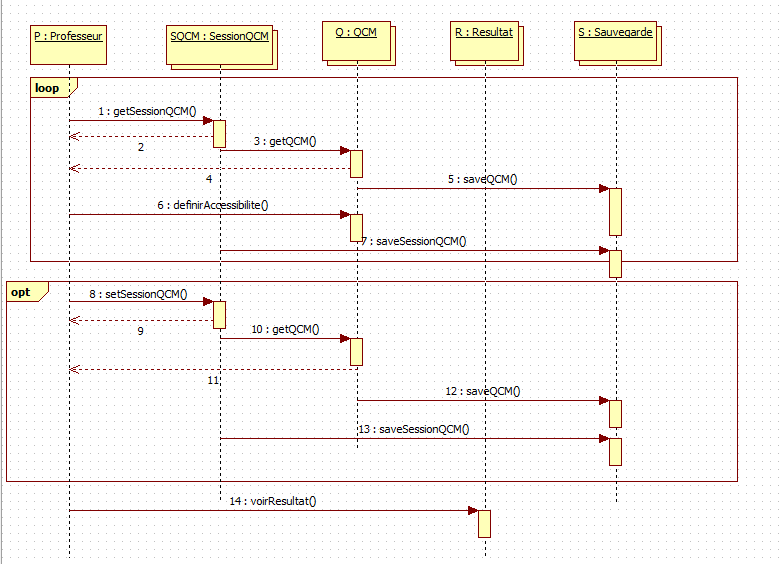 P : Professeur
SQCM : SessionQCM
Q : QCM
R : Resultat
S : Sauvegarde
loop
1 : getSessionQCM()
2
3 : getQCM()
4
5 : saveQCM()
6 : definirAccessibilite()
7 : saveSessionQCM()
opt
8 : setSessionQCM()
9
10 : getQCM()
11
12 : saveQCM()
13 : saveSessionQCM()
14 : voirResultat()